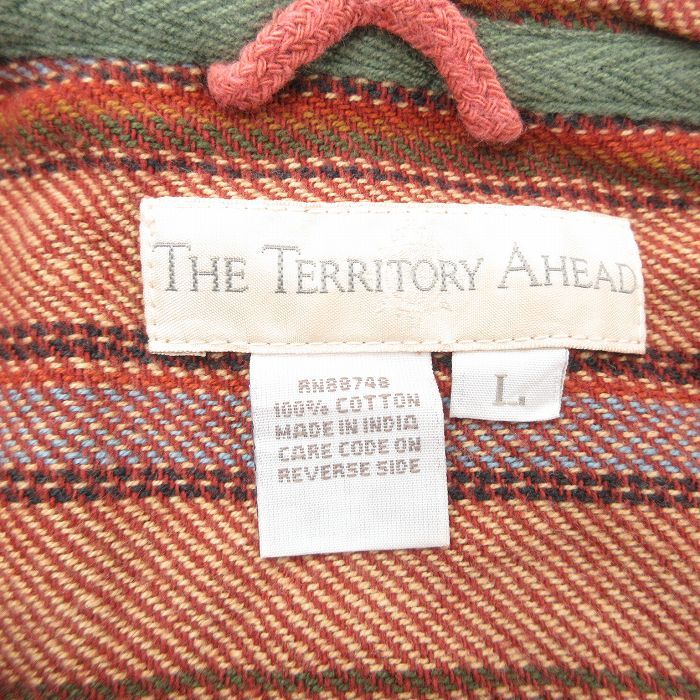 THE TERRITORY AHEAD
L.
RN88748
100% COTTON
MADE IN INDIA
CARE CODE ON
REVERSE SIDE